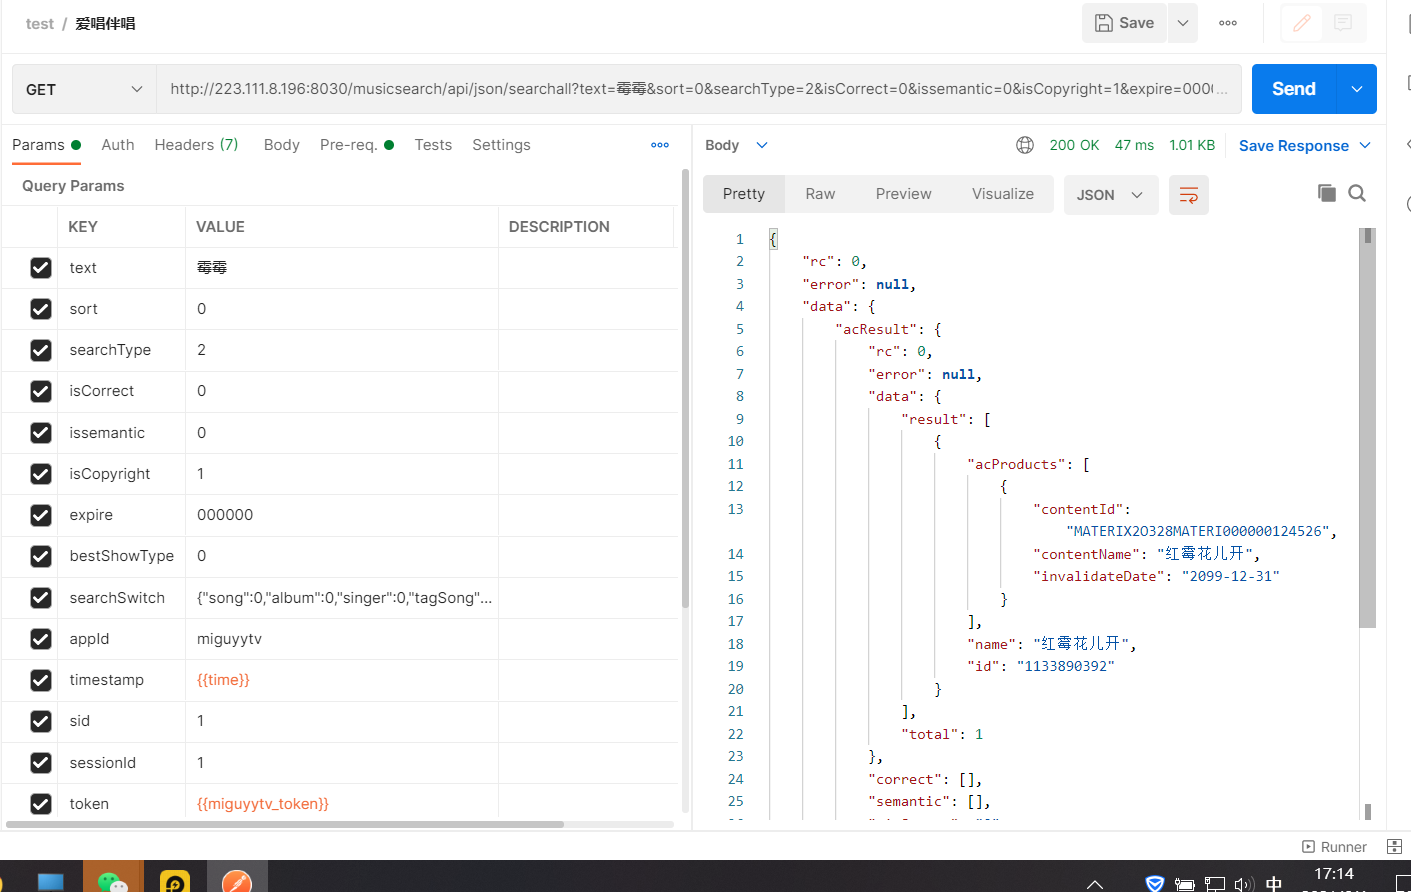 test / 爱唱伴唱
Save
GET
http://223.111.8.196:8030/musicsearch/api/json/searchall?text=霉霉&sort=0&searchType=2&isCorrect=0&issemantic=0&isCopyright=1&expire=000(...
Send
Params
Auth
Headers (7)
Body
Pre-req.
Tests
Settings
Body
200 OK
47 ms
1.01 KB
Save Response
Query Params
Pretty
Raw
Preview
Visualize
JSON
KEY VALUE DESCRIPTION
text 霉霉
sort 0
searchType 2
isCorrect 0
issemantic 0
isCopyright 1
expire 000000
bestShowType 0
searchSwitch {"song":0,"album":0,"singer":0,"tagSong"...
appId miguyytv
timestamp {{time}}
sid 1
sessionId 1
token {{miguyytv_token}}
1 {
2 "rc": 0,
3 "error": null,
4 "data": {
5 "acResult": {
6 "rc": 0,
7 "error": null,
8 "data": {
9 "result": [
10 {
11 "acProducts": [
12 {
13 "contentId":
"MATERIX2O328MATERI000000124526",
14 "contentName": "红霉花儿开",
15 "invalidateDate": "2099-12-31"
16 }
17 ],
18 "name": "红霉花儿开",
19 "id": "1133890392"
20 }
21 ],
22 "total": 1
23 },
24 "correct": [],
25 "semantic": [],
Runner
中
17:14